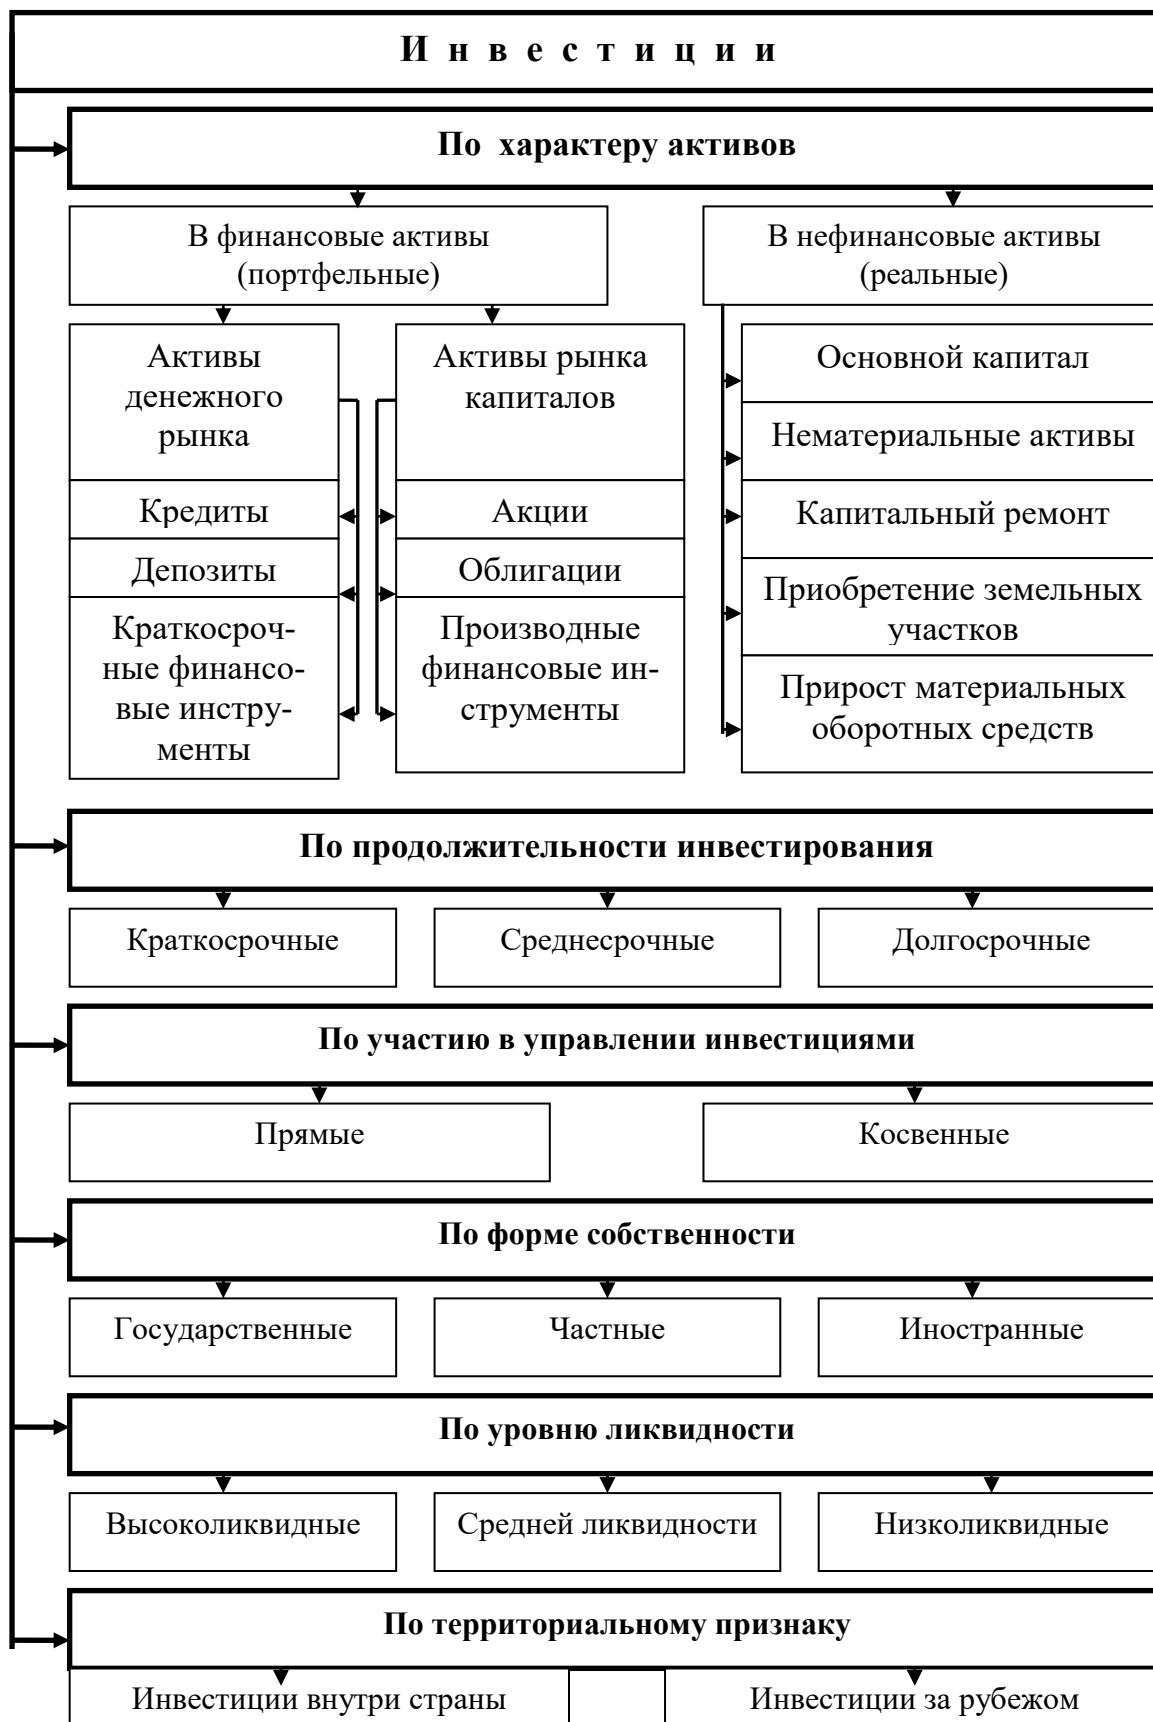 И н в е с т и ц и и
По характеру активов
В финансовые активы
(портфельные)
В нефинансовые активы
(реальные)
Активы
денежного
рынка
Кредиты
Депозиты
Краткосроч-
ные финансо-
вые инстру-
менты
Активы рынка
капиталов
Акции
Облигации
Производные
финансовые ин-
струменты
Основной капитал
Нематериальные активы
Капитальный ремонт
Приобретение земельных
участков
Прирост материальных
оборотных средств
По продолжительности инвестирования
Краткосрочные
Среднесрочные
Долгосрочные
По участию в управлении инвестициями
Прямые
Косвенные
По форме собственности
Государственные
Частные
Иностранные
По уровню ликвидности
Высоколиквидные
Средней ликвидности
Низколиквидные
По территориальному признаку
Инвестиции внутри страны
Инвестиции за рубежом